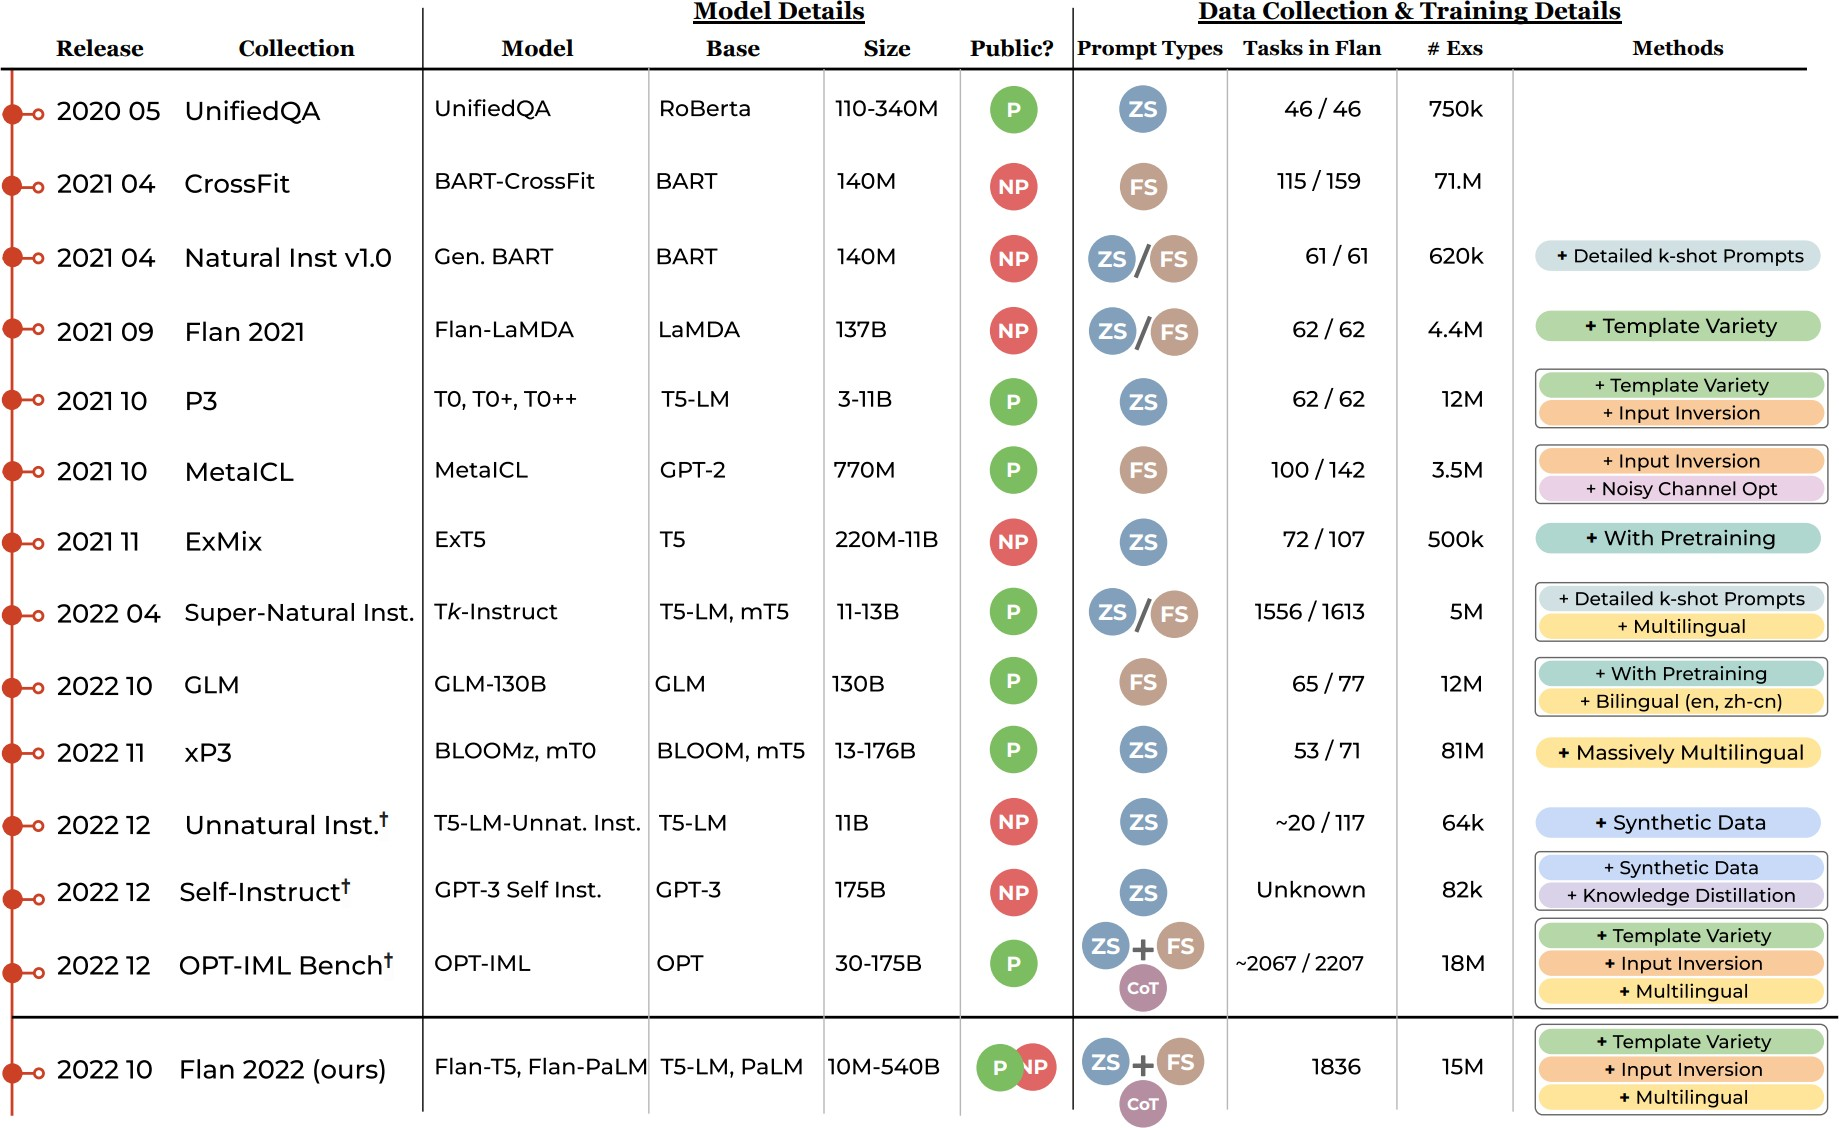 Model Details Data Collection & Training Details
Release Collection Model Base Size Public? Prompt Types Tasks in Flan # Exs Methods
2020 05 UnifiedQA UnifiedQA RoBerta 110-340M P ZS 46 / 46 750k
2021 04 CrossFit BART-CrossFit BART 140M NP FS 115 / 159 71.M
2021 04 Natural Inst v1.0 Gen. BART BART 140M NP ZS / FS 61 / 61 620k + Detailed k-shot Prompts
2021 09 Flan 2021 Flan-LaMDA LaMDA 137B NP ZS / FS 62 / 62 4.4M + Template Variety
2021 10 P3 T0, T0+, T0++ T5-LM 3-11B P ZS 62 / 62 12M + Template Variety
+ Input Inversion
2021 10 MetaICL MetaICL GPT-2 770M P FS 100 / 142 3.5M + Input Inversion
+ Noisy Channel Opt
2021 11 ExMix ExT5 T5 220M-11B NP ZS 72 / 107 500k + With Pretraining
2022 04 Super-Natural Inst. Tk-Instruct T5-LM, mT5 11-13B P ZS / FS 1556 / 1613 5M + Detailed k-shot Prompts
+ Multilingual
2022 10 GLM GLM-130B GLM 130B P FS 65 / 77 12M + With Pretraining
+ Bilingual (en, zh-cn)
2022 11 xP3 BLOOMz, mT0 BLOOM, mT5 13-176B P ZS 53 / 71 81M + Massively Multilingual
2022 12 Unnatural Inst.† T5-LM-Unnat. Inst. T5-LM 11B NP ZS ~20 / 117 64k + Synthetic Data
2022 12 Self-Instruct† GPT-3 Self Inst. GPT-3 175B NP ZS Unknown 82k + Synthetic Data
+ Knowledge Distillation
2022 12 OPT-IML Bench† OPT-IML OPT 30-175B P ZS + FS CoT ~2067 / 2207 18M + Template Variety
+ Input Inversion
+ Multilingual
2022 10 Flan 2022 (ours) Flan-T5, Flan-PaLM T5-LM, PaLM 10M-540B P NP ZS + FS CoT 1836 15M + Template Variety
+ Input Inversion
+ Multilingual